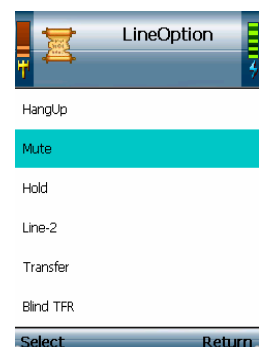 LineOption
HangUp
Mute
Hold
Line-2
Transfer
Blind TFR
Select Return